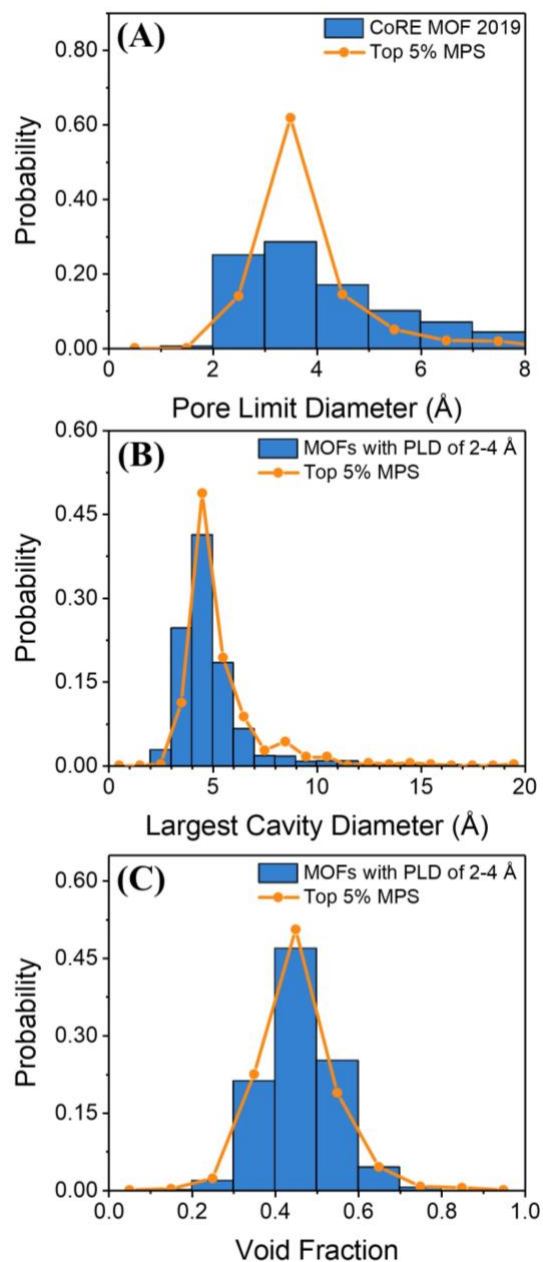 (A)
CoRE MOF 2019
Top 5% MPS
Probability
0.80
0.60
0.40
0.20
0.00
0 2 4 6 8
Pore Limit Diameter (Å)
(B)
MOFs with PLD of 2-4 Å
Top 5% MPS
Probability
0.60
0.45
0.30
0.15
0.00
0 5 10 15 20
Largest Cavity Diameter (Å)
(C)
MOFs with PLD of 2-4 Å
Top 5% MPS
Probability
0.60
0.45
0.30
0.15
0.00
0.0 0.2 0.4 0.6 0.8 1.0
Void Fraction